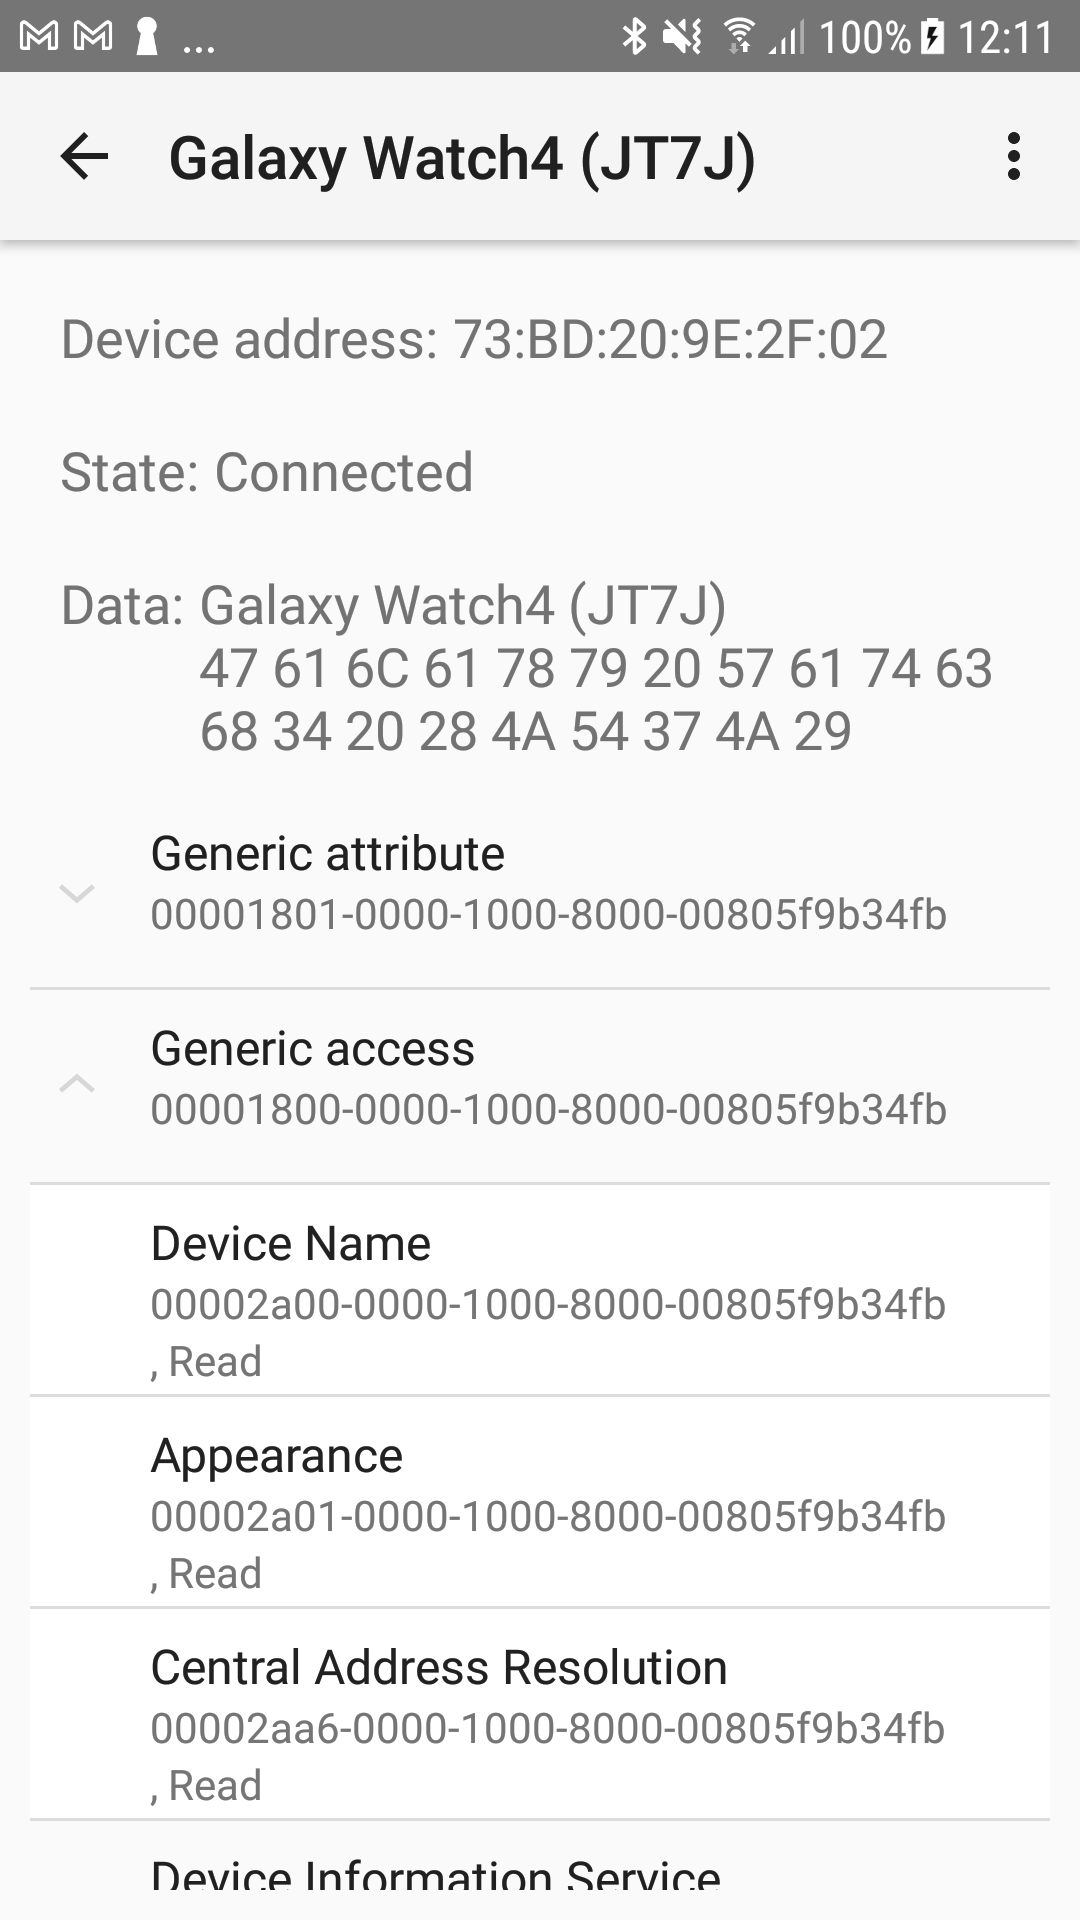 ... 100% 12:11
Galaxy Watch4 (JT7J)
Device address: 73:BD:20:9E:2F:02
State: Connected
Data: Galaxy Watch4 (JT7J)
47 61 6C 61 78 79 20 57 61 74 63
68 34 20 28 4A 54 37 4A 29
Generic attribute
00001801-0000-1000-8000-00805f9b34fb
Generic access
00001800-0000-1000-8000-00805f9b34fb
Device Name
00002a00-0000-1000-8000-00805f9b34fb
, Read
Appearance
00002a01-0000-1000-8000-00805f9b34fb
, Read
Central Address Resolution
00002aa6-0000-1000-8000-00805f9b34fb
, Read
Device Information Service